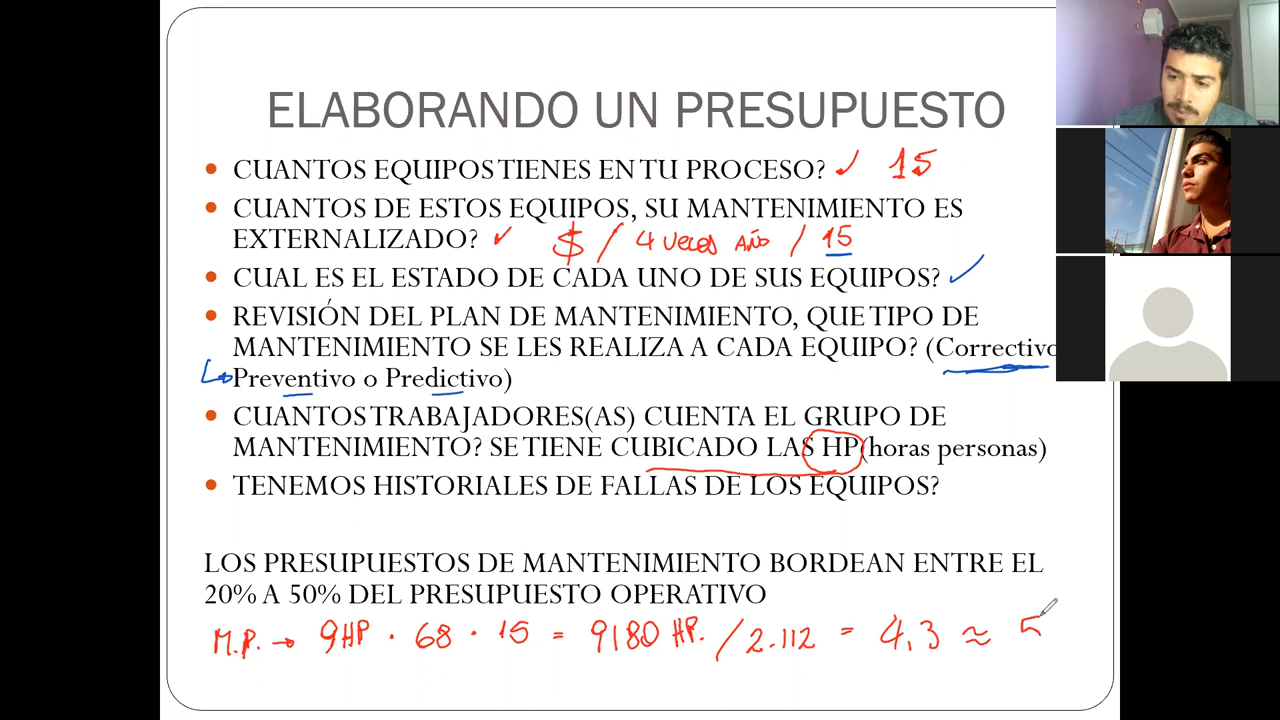 ELABORANDO UN PRESUPUESTO
• CUANTOS EQUIPOS TIENES EN TU PROCESO? ✓ 15
• CUANTOS DE ESTOS EQUIPOS, SU MANTENIMIENTO ES
EXTERNALIZADO? ✓ $ / 4 veces año / 15
• CUAL ES EL ESTADO DE CADA UNO DE SUS EQUIPOS? ✓
• REVISIÓN DEL PLAN DE MANTENIMIENTO, QUE TIPO DE
MANTENIMIENTO SE LES REALIZA A CADA EQUIPO? (Correctivo
Preventivo o Predictivo)
• CUANTOS TRABAJADORES(AS) CUENTA EL GRUPO DE
MANTENIMIENTO? SE TIENE CUBICADO LAS HP(horas personas)
• TENEMOS HISTORIALES DE FALLAS DE LOS EQUIPOS?
LOS PRESUPUESTOS DE MANTENIMIENTO BORDEAN ENTRE EL
20% A 50% DEL PRESUPUESTO OPERATIVO
M.P. → 9HP · 68 · 15 = 9180 HP. / 2.112 = 4,3 ≈